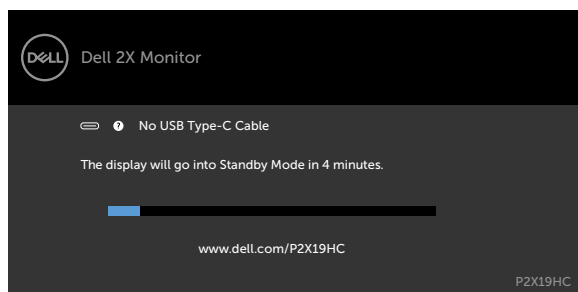 DELL
Dell 2X Monitor
? No USB Type-C Cable
The display will go into Standby Mode in 4 minutes.
www.dell.com/P2X19HC
P2X19HC